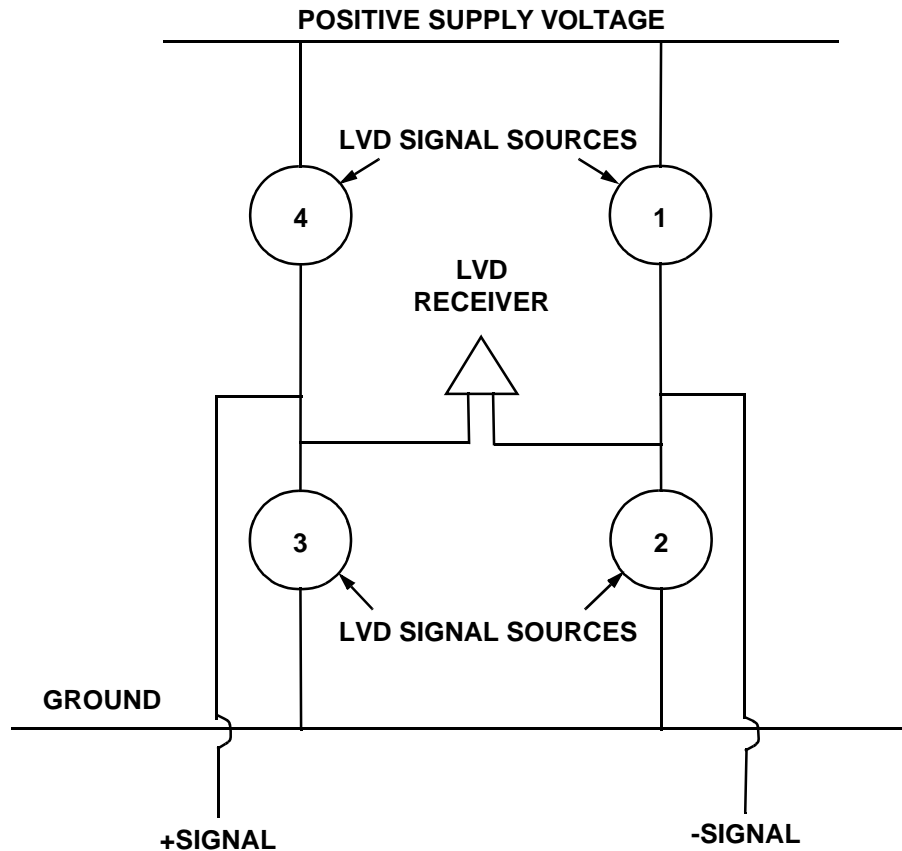 POSITIVE SUPPLY VOLTAGE
LVD SIGNAL SOURCES
4
1
LVD
RECEIVER
3
2
LVD SIGNAL SOURCES
GROUND
+SIGNAL
-SIGNAL